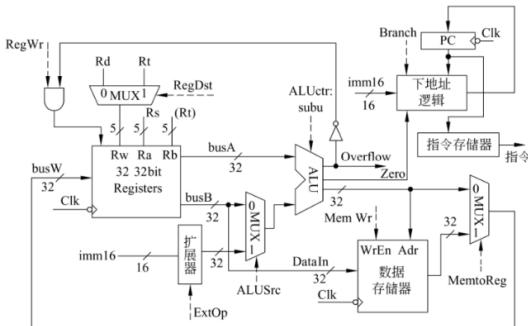 Branch
PC
Clk
RegWr
Rd
Rt
0 MUX 1
RegDst
Rs
(Rt)
5
5
5
ALUctr:
subu
imm16
16
下地址
逻辑
指令存储器
指令
busW
32
Rw Ra Rb
32 32bit
Registers
Clk
busA
32
busB
32
0
MUX
1
ALU
Overflow
Zero
32
Mem Wr
32
0
MUX
1
imm16
16
扩展器
32
ExtOp
ALUSrc
DataIn
32
WrEn Adr
数据
存储器
Clk
MemtoReg